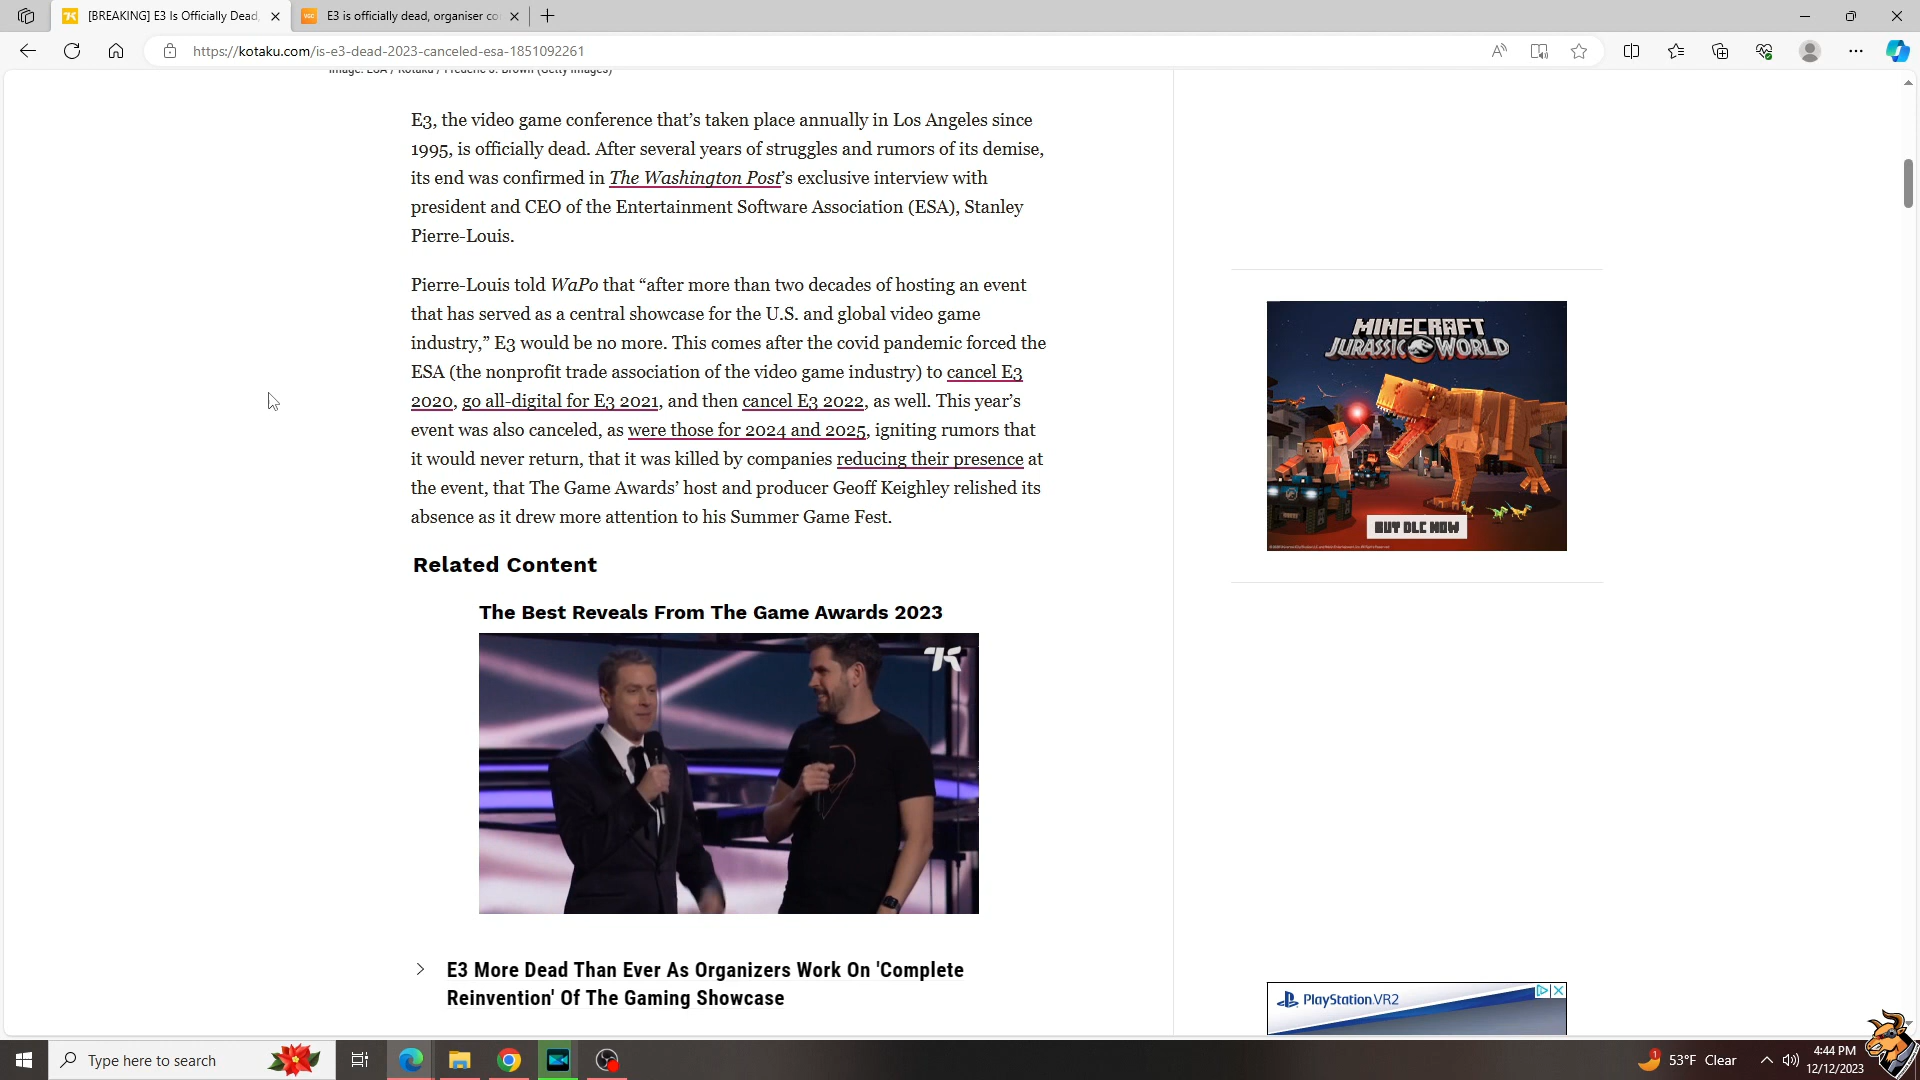 [BREAKING] E3 Is Officially Dead,
E3 is officially dead, organiser co
https://kotaku.com/is-e3-dead-2023-canceled-esa-1851092261
Image: ESA / Kotaku / Frederic J. Brown (Getty Images)
E3, the video game conference that’s taken place annually in Los Angeles since
1995, is officially dead. After several years of struggles and rumors of its demise,
its end was confirmed in The Washington Post’s exclusive interview with
president and CEO of the Entertainment Software Association (ESA), Stanley
Pierre-Louis.
Pierre-Louis told WaPo that “after more than two decades of hosting an event
that has served as a central showcase for the U.S. and global video game
industry,” E3 would be no more. This comes after the covid pandemic forced the
ESA (the nonprofit trade association of the video game industry) to cancel E3
2020, go all-digital for E3 2021, and then cancel E3 2022, as well. This year’s
event was also canceled, as were those for 2024 and 2025, igniting rumors that
it would never return, that it was killed by companies reducing their presence at
the event, that The Game Awards’ host and producer Geoff Keighley relished its
absence as it drew more attention to his Summer Game Fest.
MINECRAFT
JURASSIC WORLD
OUT DLC NOW
Related Content
The Best Reveals From The Game Awards 2023
E3 More Dead Than Ever As Organizers Work On 'Complete
Reinvention' Of The Gaming Showcase
PlayStation.VR2
Type here to search
1
53°F Clear
4:44 PM
12/12/2023